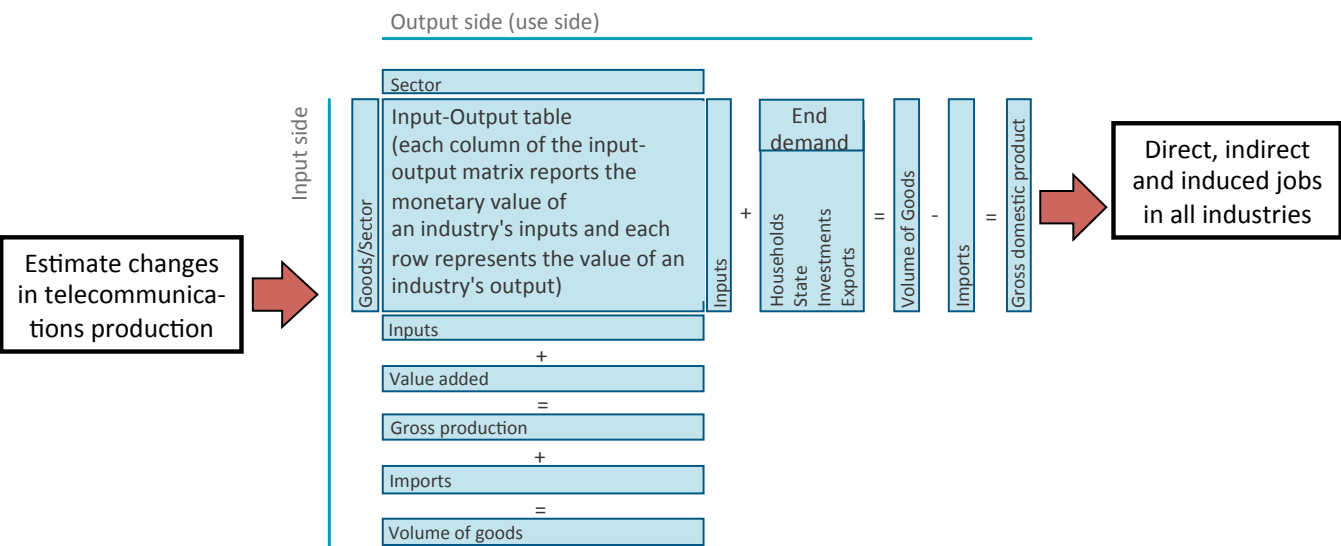 Output side (use side)
Input side
Sector
Goods/Sector
Input-Output table
(each column of the input-
output matrix reports the
monetary value of
an industry's inputs and each
row represents the value of an
industry's output)
Inputs
+
End
demand
Households
State
Investments
Exports
=
Volume of Goods
-
Imports
=
Gross domestic product
Direct, indirect
and induced jobs
in all industries
Estimate changes
in telecommunica-
tions production
Inputs
+
Value added
=
Gross production
+
Imports
=
Volume of goods